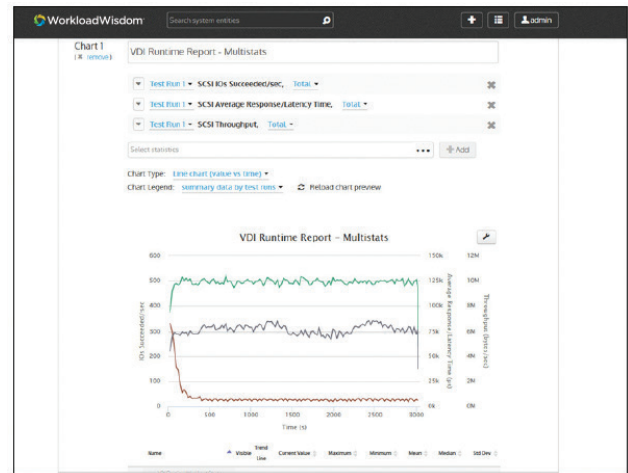 WorkloadWisdom Search system entities admin
Chart 1 VDI Runtime Report - Multistats
( remove )
Test Run 1 SCSI IOs Succeeded/sec, Total
Test Run 1 SCSI Average Response/Latency Time, Total
Test Run 1 SCSI Throughput, Total
Select statistics ••• Add
Chart Type: Line chart (value vs time)
Chart Legend: summary data by test runs Reload chart preview
VDI Runtime Report - Multistats
600 150k 12M
500 125k 10M
400 100k 8M
300 75k 6M
200 50k 4M
100 25k 2M
0 0k 0M
IOs Succeeded/sec
Average Response/Latency Time (µs)
Throughput (bytes/sec)
0 1000 1500 2000 2500 3000
Time (s)
Name Visible Trend Line Current Value Maximum Minimum Mean Median Std Dev